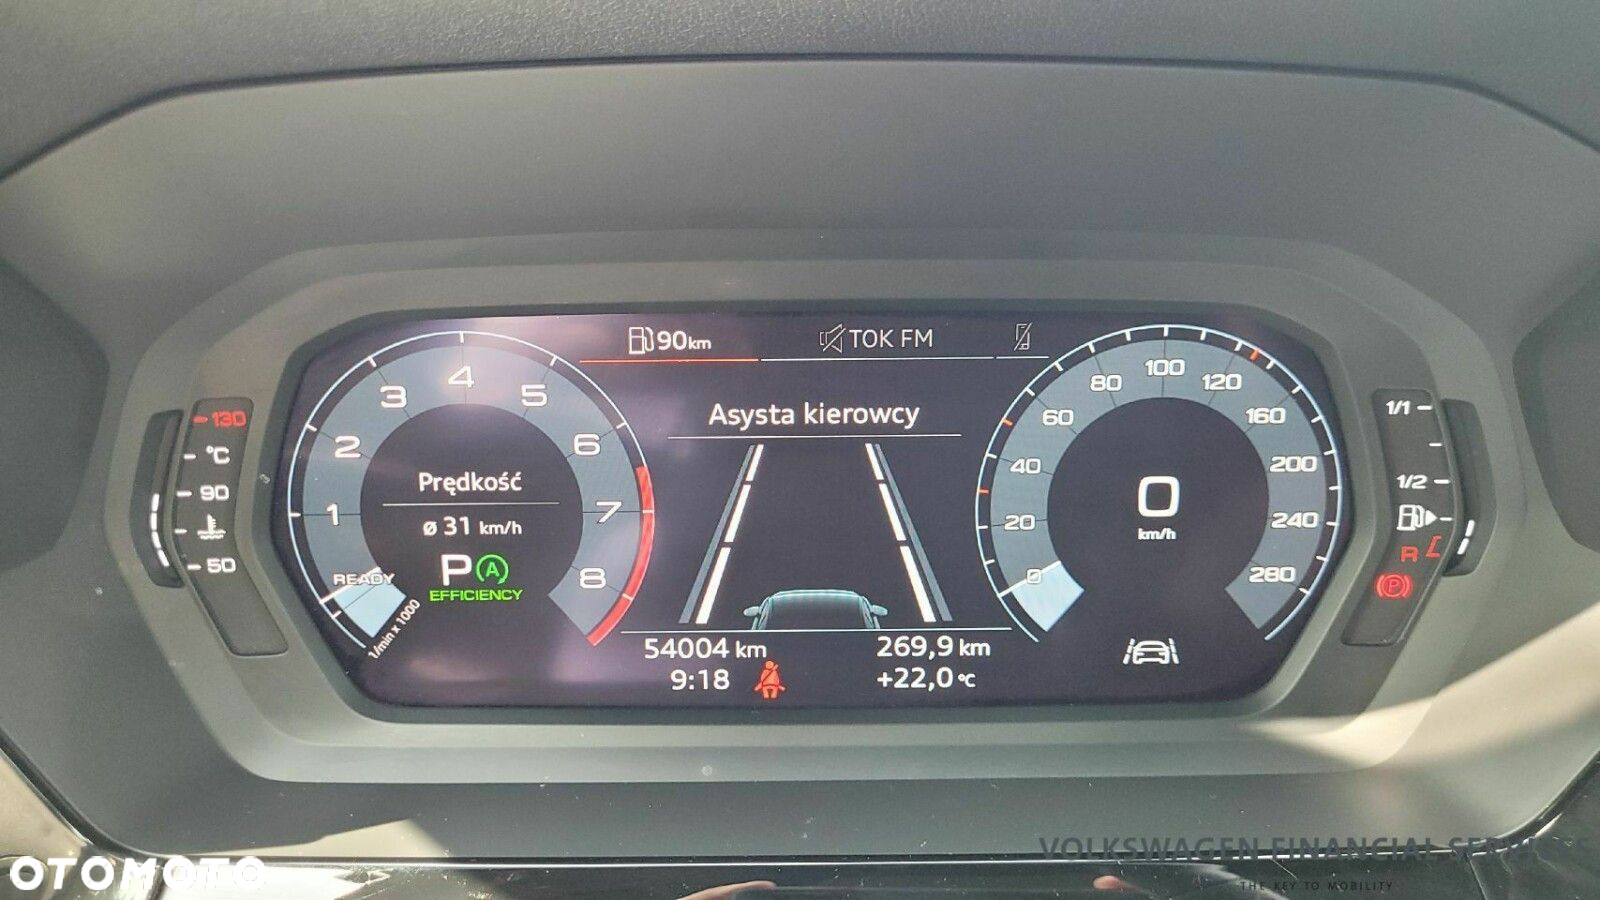 90 km
TOK FM
Asysta kierowcy
130
°C
90
50
1
2
3
4
5
6
7
8
READY
1/min x 1000
Prędkość
ø 31 km/h
P A
EFFICIENCY
0
20
40
60
80
100
120
160
200
240
280
0
km/h
1/1
1/2
R
P
54004 km
269,9 km
9:18
+22,0 °C
VOLKSWAGEN FINANCIAL SERVICES
THE KEY TO MOBILITY
OTOMOTO